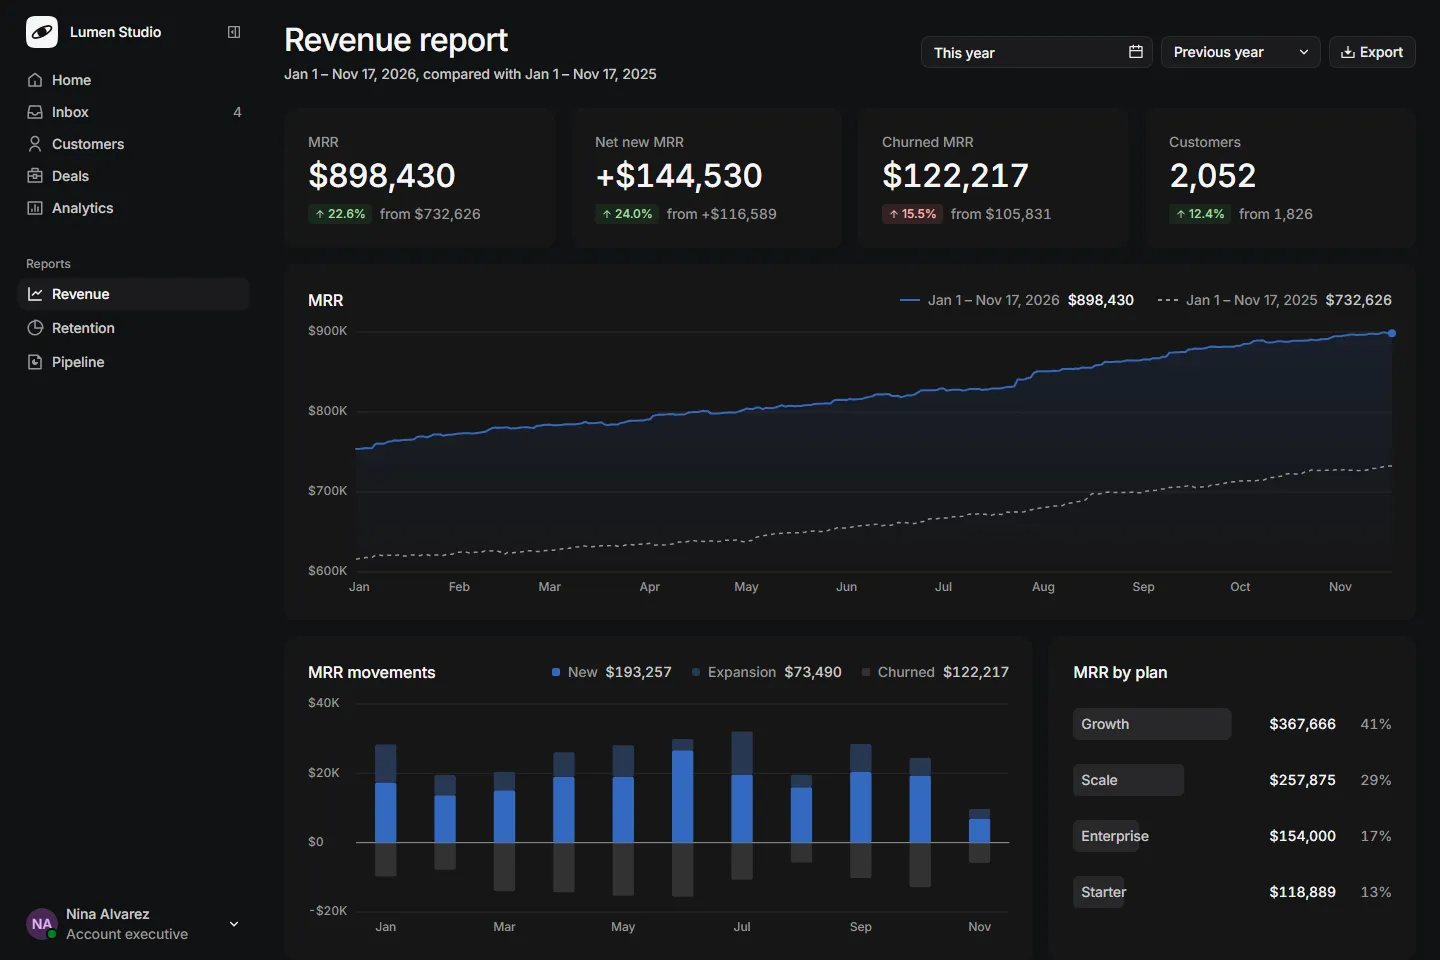 Lumen Studio
Home
Inbox 4
Customers
Deals
Analytics
Reports
Revenue
Retention
Pipeline
NA
Nina Alvarez
Account executive
Revenue report
Jan 1 – Nov 17, 2026, compared with Jan 1 – Nov 17, 2025
This year
Previous year
Export
MRR
$898,430
↑ 22.6% from $732,626
Net new MRR
+$144,530
↑ 24.0% from +$116,589
Churned MRR
$122,217
↑ 15.5% from $105,831
Customers
2,052
↑ 12.4% from 1,826
MRR
Jan 1 – Nov 17, 2026 $898,430
Jan 1 – Nov 17, 2025 $732,626
$900K
$800K
$700K
$600K
Jan Feb Mar Apr May Jun Jul Aug Sep Oct Nov
MRR movements
New $193,257 Expansion $73,490 Churned $122,217
$40K
$20K
$0
-$20K
Jan Mar May Jul Sep Nov
MRR by plan
Growth $367,666 41%
Scale $257,875 29%
Enterprise $154,000 17%
Starter $118,889 13%